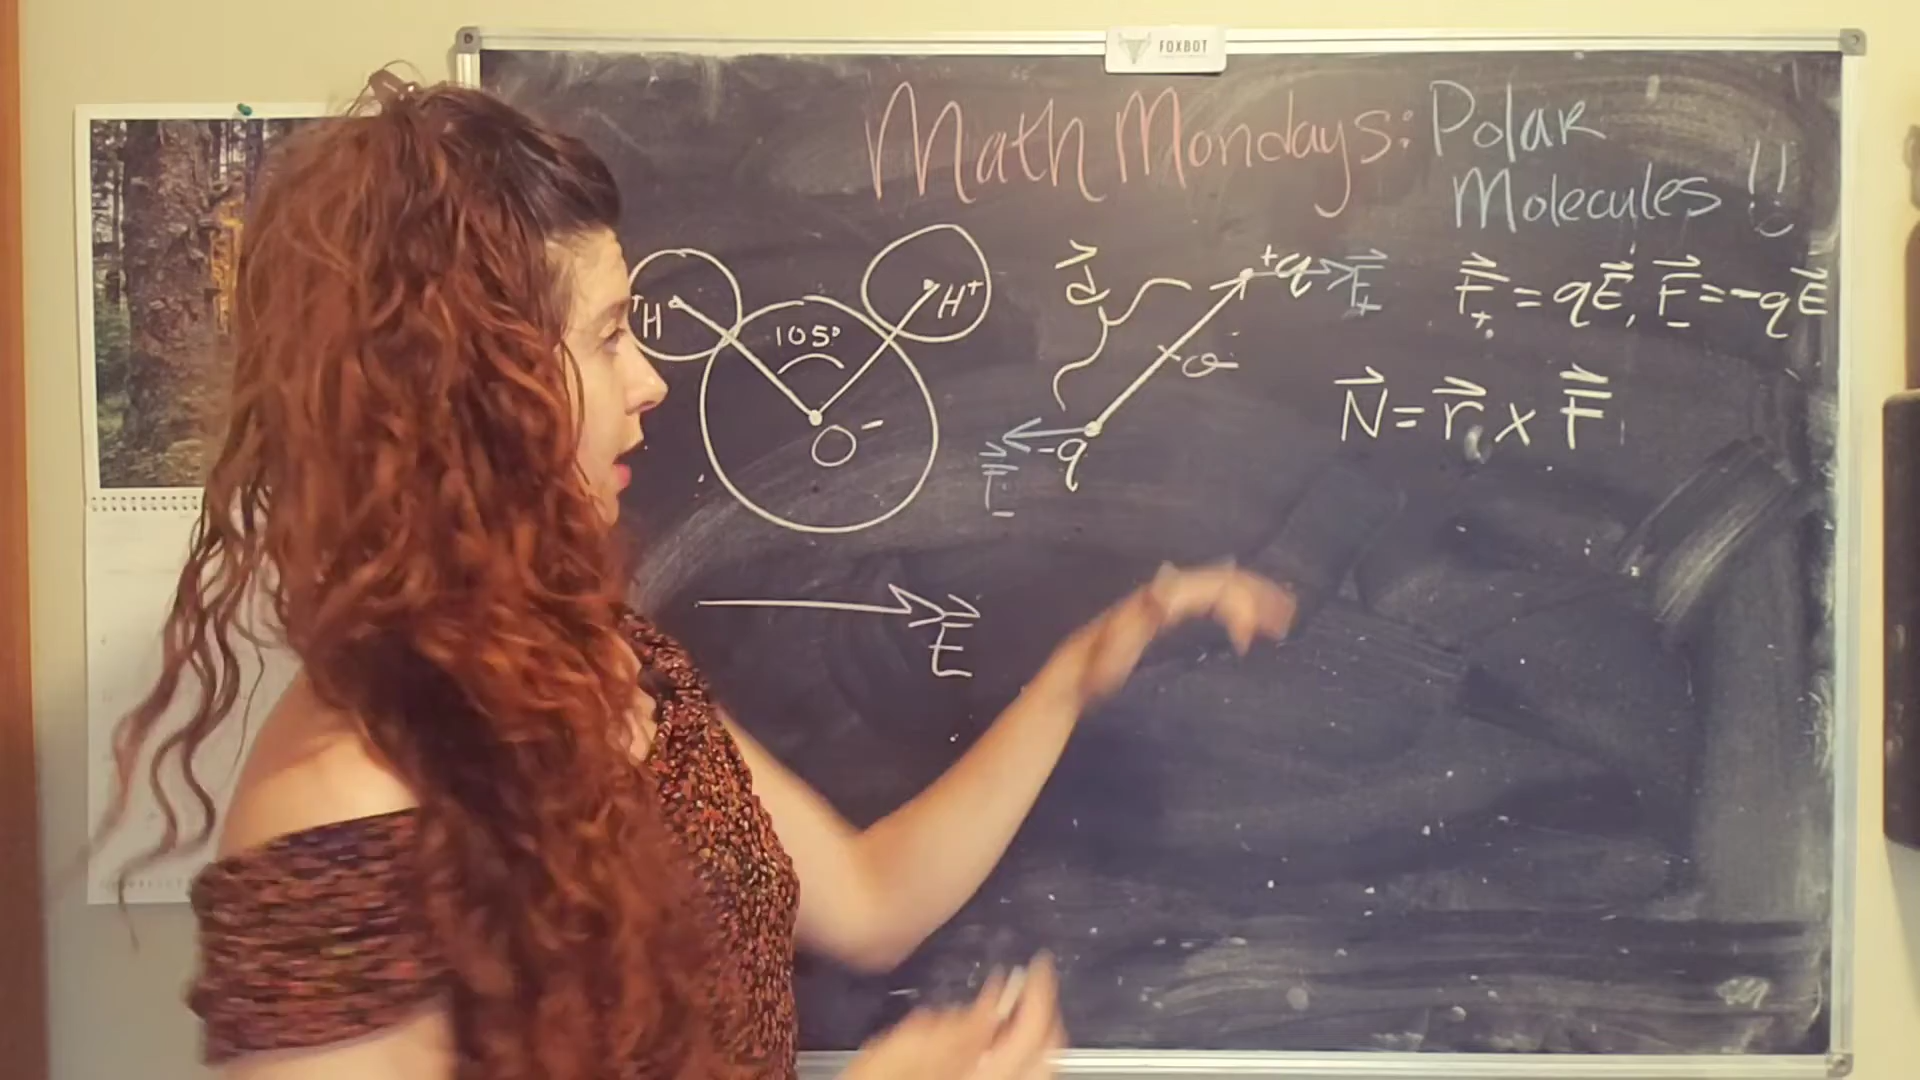 FOXBOT
Math Mondays: Polar
Molecules !!
+H
105°
H+
O-
d
+q
F+
O
-q
F-
F+ = qE, F- = -qE
N = r x F
E